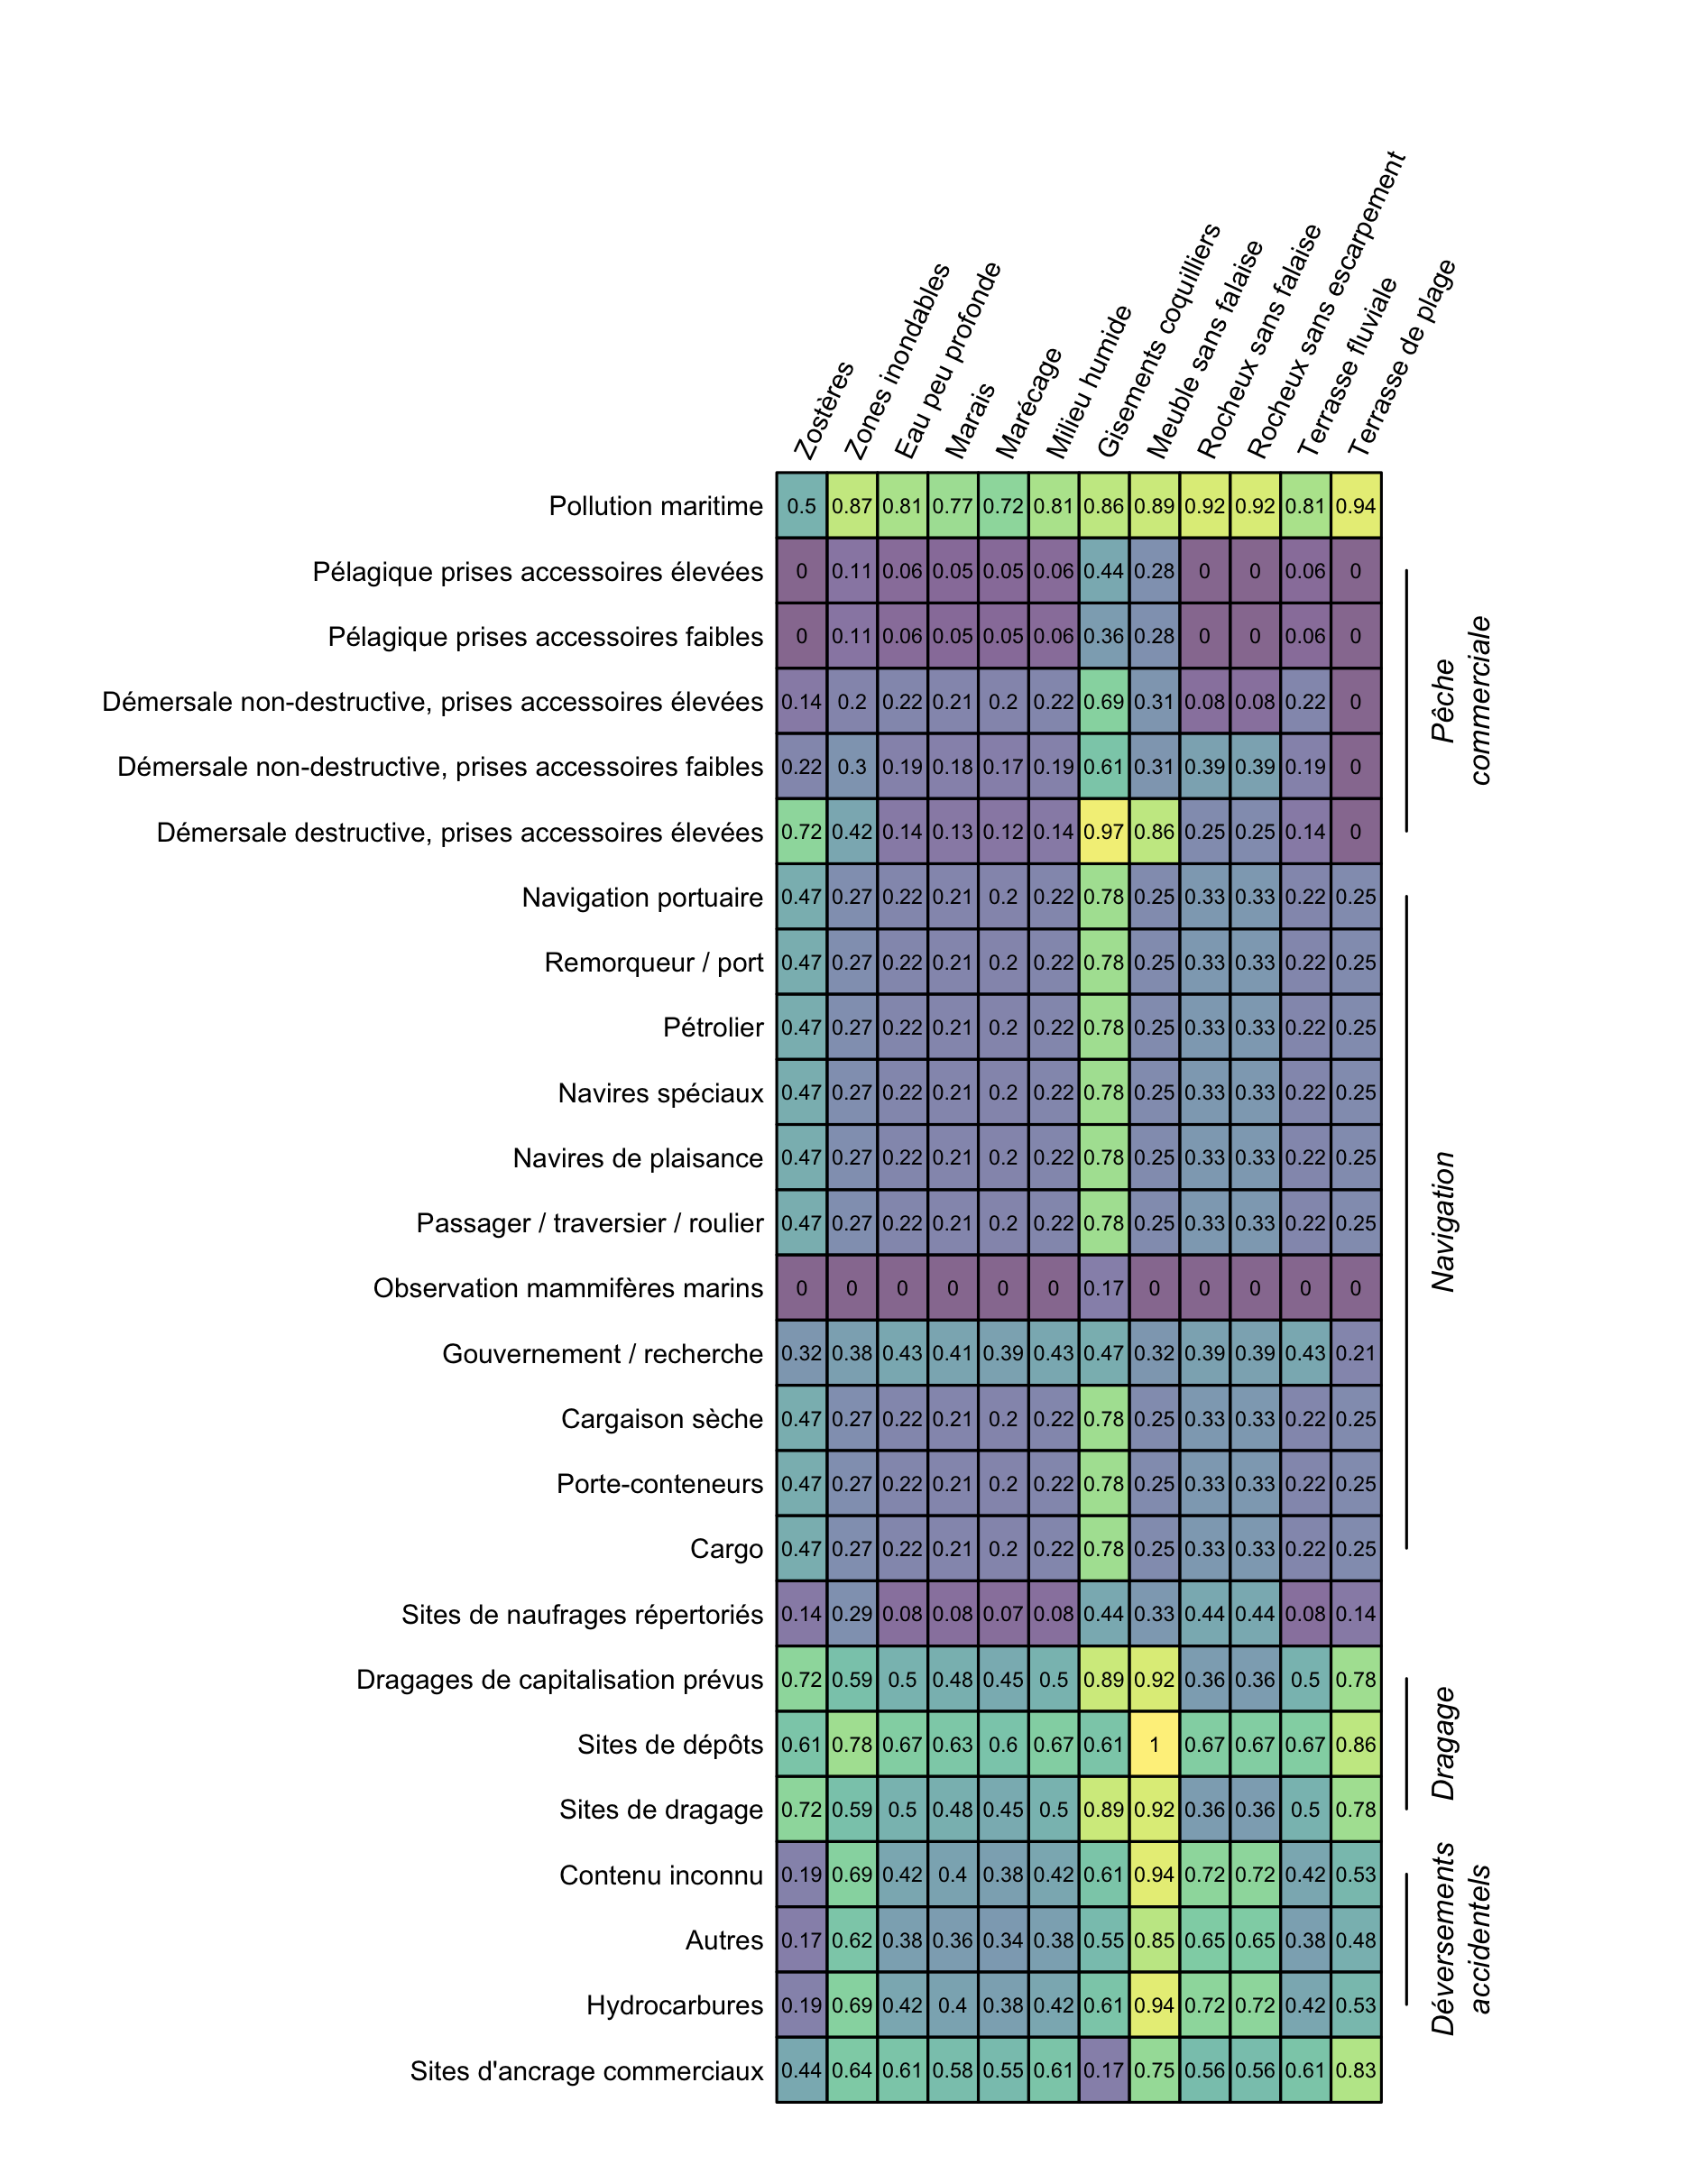 Zostères
Zones inondables
Eau peu profonde
Marais
Marécage
Milieu humide
Gisements coquilliers
Meuble sans falaise
Rocheux sans falaise
Rocheux sans escarpement
Terrasse fluviale
Terrasse de plage
Pollution maritime 0.5 0.87 0.81 0.77 0.72 0.81 0.86 0.89 0.92 0.92 0.81 0.94
Pélagique prises accessoires élevées 0 0.11 0.06 0.05 0.05 0.06 0.44 0.28 0 0 0.06 0
Pélagique prises accessoires faibles 0 0.11 0.06 0.05 0.05 0.06 0.36 0.28 0 0 0.06 0
Démersale non-destructive, prises accessoires élevées 0.14 0.2 0.22 0.21 0.2 0.22 0.69 0.31 0.08 0.08 0.22 0
Démersale non-destructive, prises accessoires faibles 0.22 0.3 0.19 0.18 0.17 0.19 0.61 0.31 0.39 0.39 0.19 0
Démersale destructive, prises accessoires élevées 0.72 0.42 0.14 0.13 0.12 0.14 0.97 0.86 0.25 0.25 0.14 0
Pêche
commerciale
Navigation portuaire 0.47 0.27 0.22 0.21 0.2 0.22 0.78 0.25 0.33 0.33 0.22 0.25
Remorqueur / port 0.47 0.27 0.22 0.21 0.2 0.22 0.78 0.25 0.33 0.33 0.22 0.25
Pétrolier 0.47 0.27 0.22 0.21 0.2 0.22 0.78 0.25 0.33 0.33 0.22 0.25
Navires spéciaux 0.47 0.27 0.22 0.21 0.2 0.22 0.78 0.25 0.33 0.33 0.22 0.25
Navires de plaisance 0.47 0.27 0.22 0.21 0.2 0.22 0.78 0.25 0.33 0.33 0.22 0.25
Passager / traversier / roulier 0.47 0.27 0.22 0.21 0.2 0.22 0.78 0.25 0.33 0.33 0.22 0.25
Observation mammifères marins 0 0 0 0 0 0 0.17 0 0 0 0 0
Gouvernement / recherche 0.32 0.38 0.43 0.41 0.39 0.43 0.47 0.32 0.39 0.39 0.43 0.21
Cargaison sèche 0.47 0.27 0.22 0.21 0.2 0.22 0.78 0.25 0.33 0.33 0.22 0.25
Porte-conteneurs 0.47 0.27 0.22 0.21 0.2 0.22 0.78 0.25 0.33 0.33 0.22 0.25
Cargo 0.47 0.27 0.22 0.21 0.2 0.22 0.78 0.25 0.33 0.33 0.22 0.25
Navigation
Sites de naufrages répertoriés 0.14 0.29 0.08 0.08 0.07 0.08 0.44 0.33 0.44 0.44 0.08 0.14
Dragages de capitalisation prévus 0.72 0.59 0.5 0.48 0.45 0.5 0.89 0.92 0.36 0.36 0.5 0.78
Sites de dépôts 0.61 0.78 0.67 0.63 0.6 0.67 0.61 1 0.67 0.67 0.67 0.86
Sites de dragage 0.72 0.59 0.5 0.48 0.45 0.5 0.89 0.92 0.36 0.36 0.5 0.78
Dragage
Contenu inconnu 0.19 0.69 0.42 0.4 0.38 0.42 0.61 0.94 0.72 0.72 0.42 0.53
Autres 0.17 0.62 0.38 0.36 0.34 0.38 0.55 0.85 0.65 0.65 0.38 0.48
Hydrocarbures 0.19 0.69 0.42 0.4 0.38 0.42 0.61 0.94 0.72 0.72 0.42 0.53
Déversements
accidentels
Sites d'ancrage commerciaux 0.44 0.64 0.61 0.58 0.55 0.61 0.17 0.75 0.56 0.56 0.61 0.83